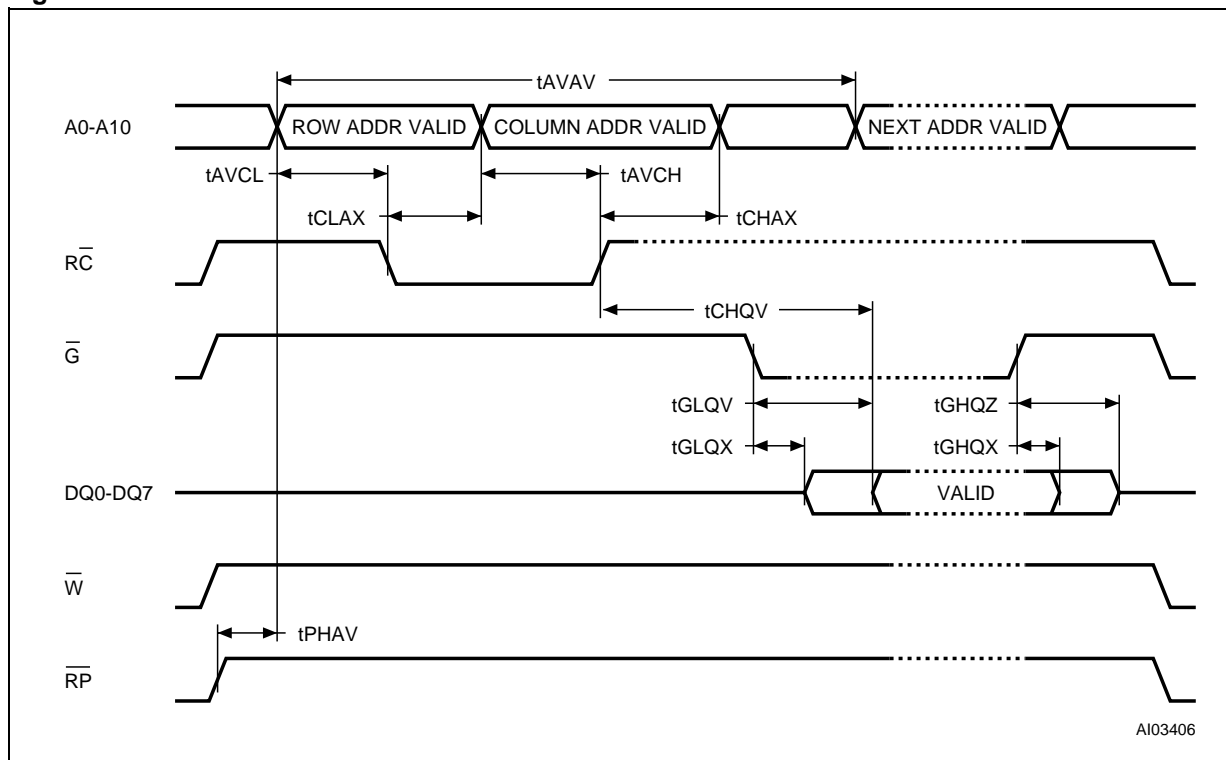 tAVAV
A0-A10 ROW ADDR VALID COLUMN ADDR VALID NEXT ADDR VALID
tAVCL tAVCH
tCLAX tCHAX
RC̅
tCHQV
G̅
tGLQV tGHQZ
tGLQX tGHQX
DQ0-DQ7 VALID
W̅
tPHAV
R̅P̅
AI03406